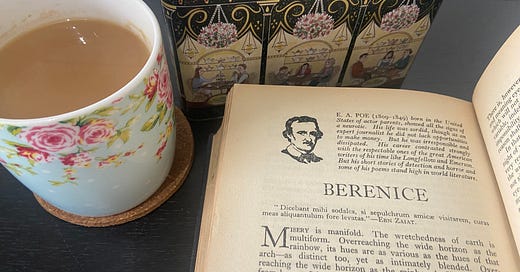 E. A. POE (1809–1849) born in the United
States of actor parents, showed all the signs of
a neurotic. His life was sordid, though as an
expert journalist he did not lack opportunities
to make money. But he was irresponsible and
dissipated. His career contrasted strongly
with the respectable ones of the great American
writers of his time like Longfellow and Emerson.
But his short stories of detection and horror and
some of his poems stand high in world literature.
BERENICE
"Dicebant mihi sodales, si sepulchrum amicæ visitarem, curas
meas aliquantulum fore levatas."—EBN ZAIAT.
MISERY is manifold. The wretchedness of earth is
multiform. Overreaching the wide horizon as the
rainbow, its hues are as various as the hues of that
arch—as distinct too, yet as intimately blended. Over
reaching the wide horizon as the rainbow